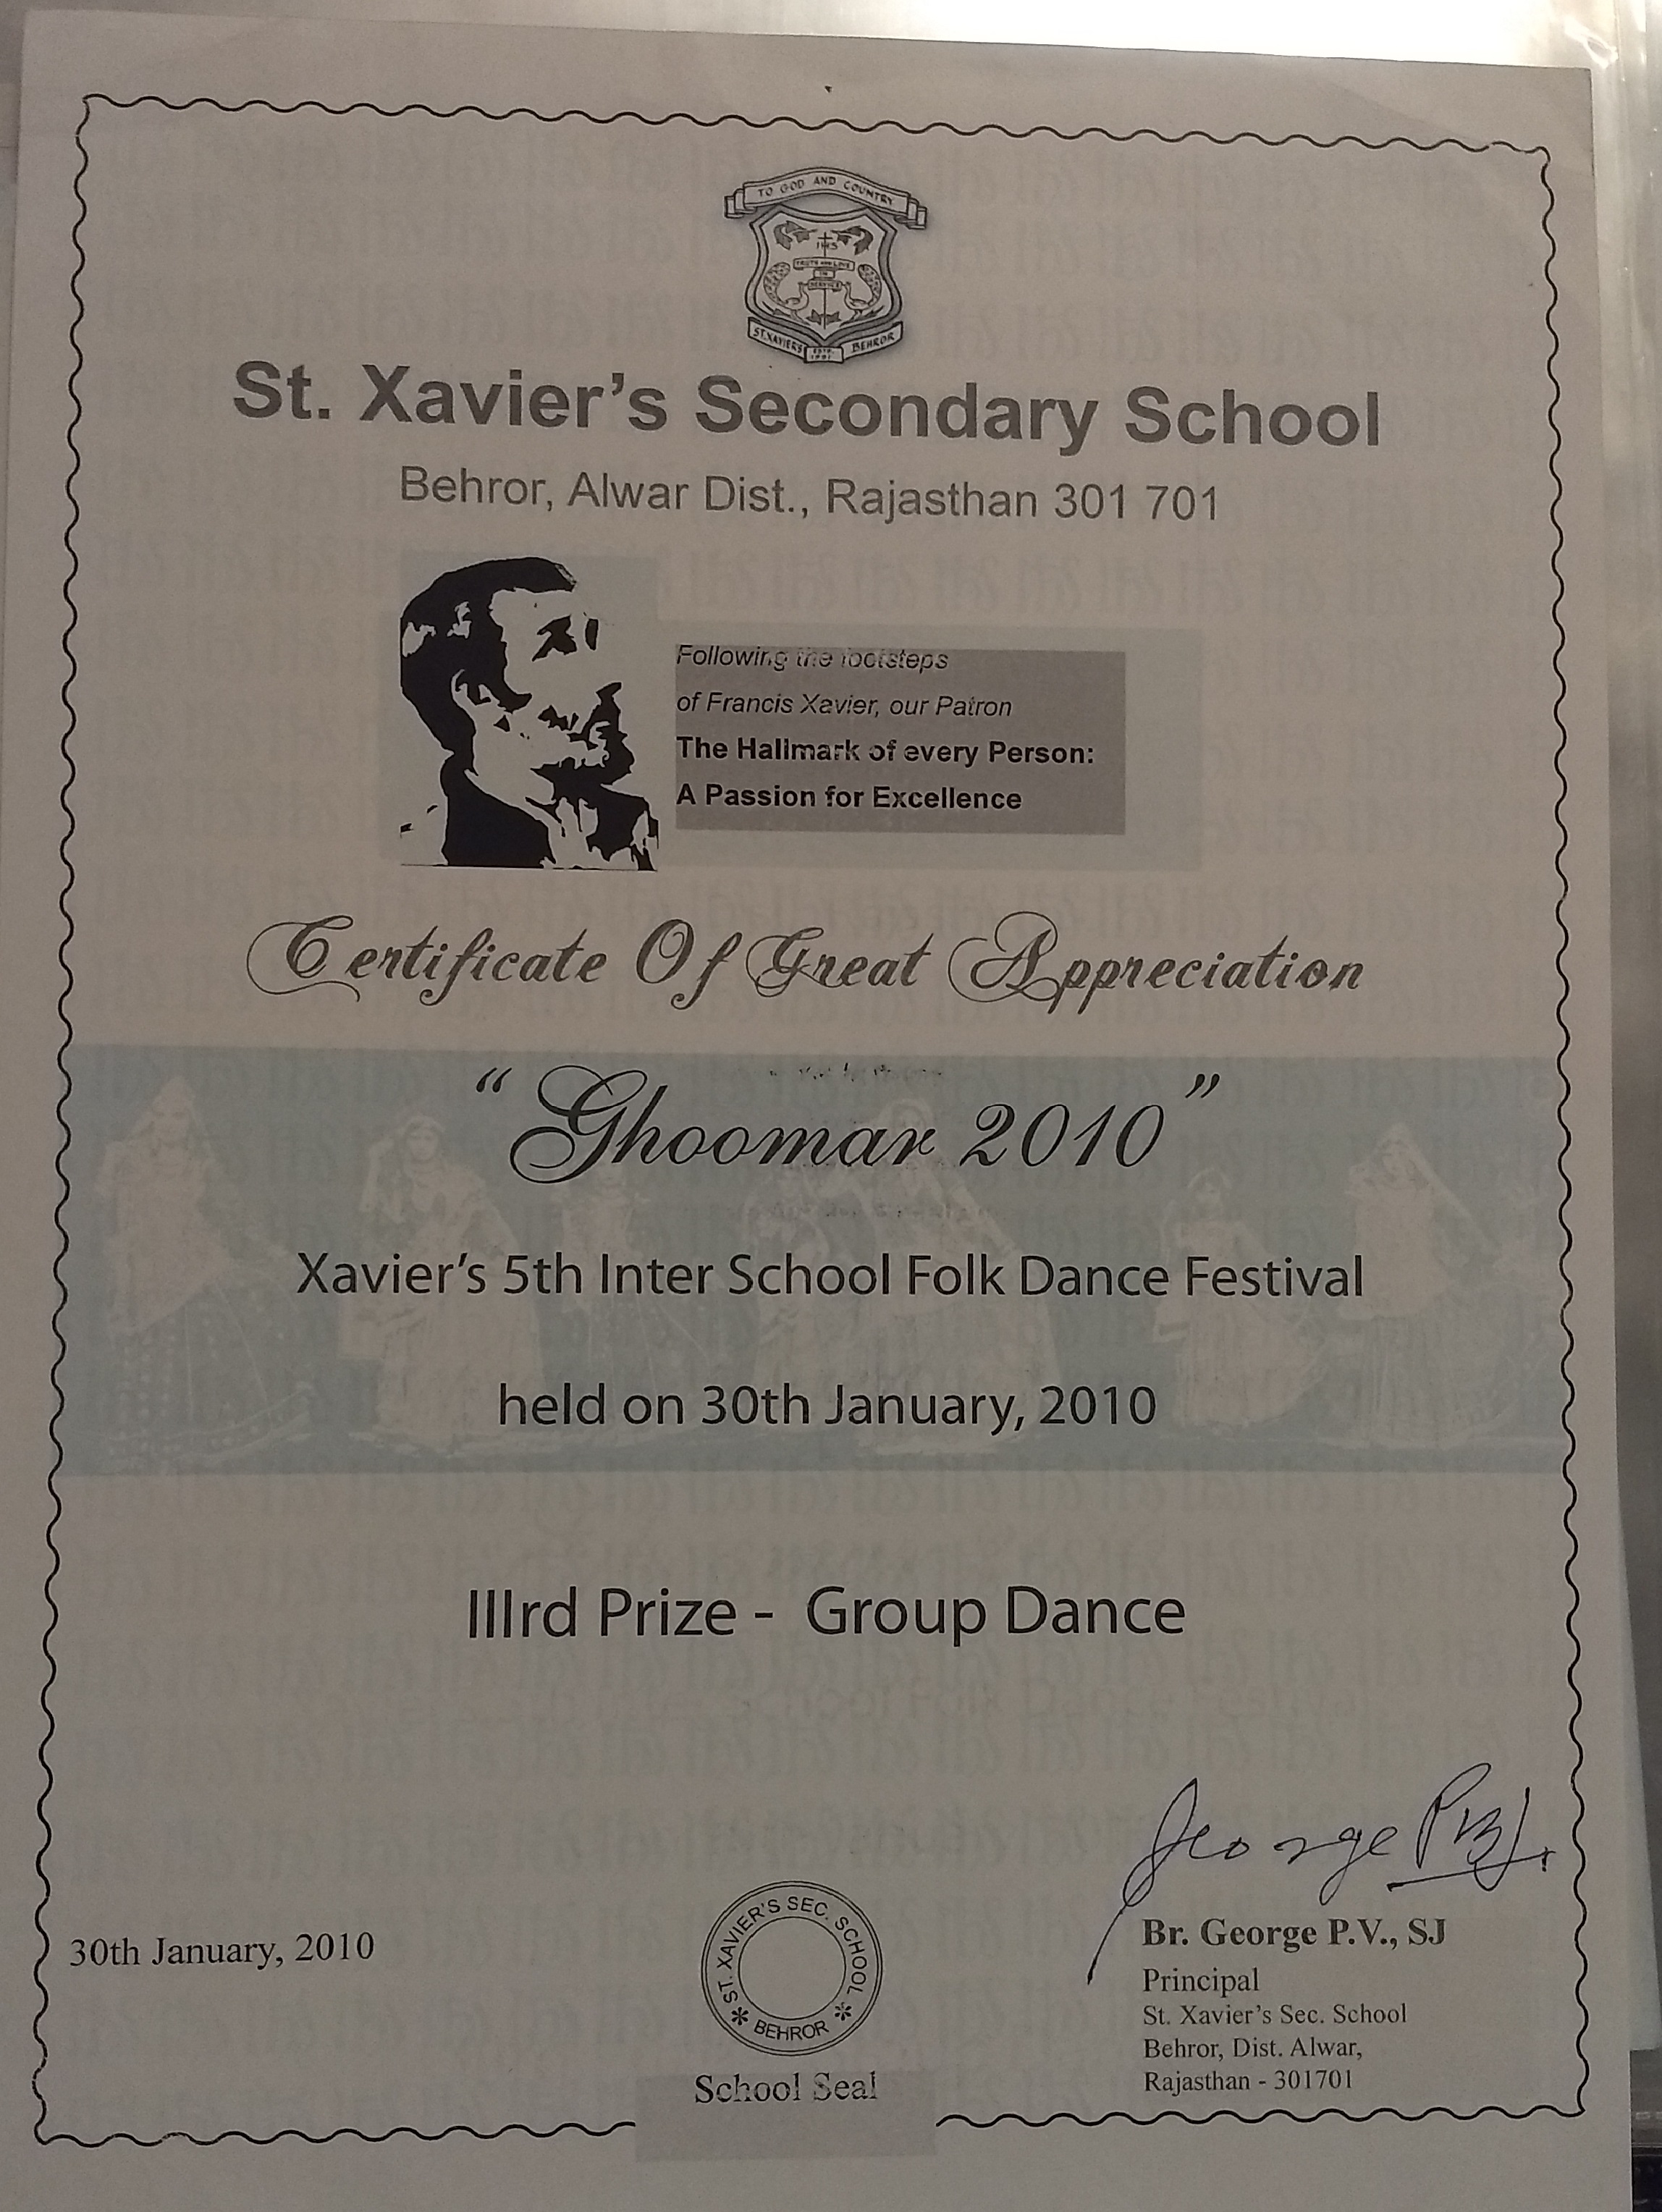 TO GOD AND COUNTRY
IHS
TRUTH AND LOVE
IN
SERVICE
ST.XAVIERS ESTD. 1991 BEHROR
St. Xavier's Secondary School
Behror, Alwar Dist., Rajasthan 301 701
Following the footsteps
of Francis Xavier, our Patron
The Hallmark of every Person:
A Passion for Excellence
Certificate Of Great Appreciation
“Ghoomar 2010”
Xavier's 5th Inter School Folk Dance Festival
held on 30th January, 2010
IIIrd Prize - Group Dance
George
30th January, 2010
ST. XAVIER'S SEC. SCHOOL
* BEHROR *
School Seal
Br. George P.V., SJ
Principal
St. Xavier's Sec. School
Behror, Dist. Alwar,
Rajasthan - 301701